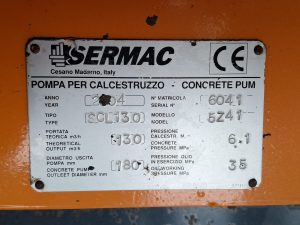 SERMAC
Cesano Maderno, Italy
CE
POMPA PER CALCESTRUZZO - CONCRETE PUM
ANNO
YEAR
2004
N° MATRICOLA
SERIAL N°
6041
TIPO
TYPE
SCL130
MODELLO
MODEL
5Z41
PORTATA
TEORICA m3/h
THEORETICAL
OUTPUT m3/h
130
PRESSIONE
CALCESTR. M
CONCRETE
PRESSURE MPa
6.1
DIAMETRO USCITA
POMPA mm
CONCRETE PUMP
OUTLEET DIAMETER mm
180
PRESSIONE OLIO
IN ESERCIZIO MPa
OIL WORKING
PRESSURE MPa
35